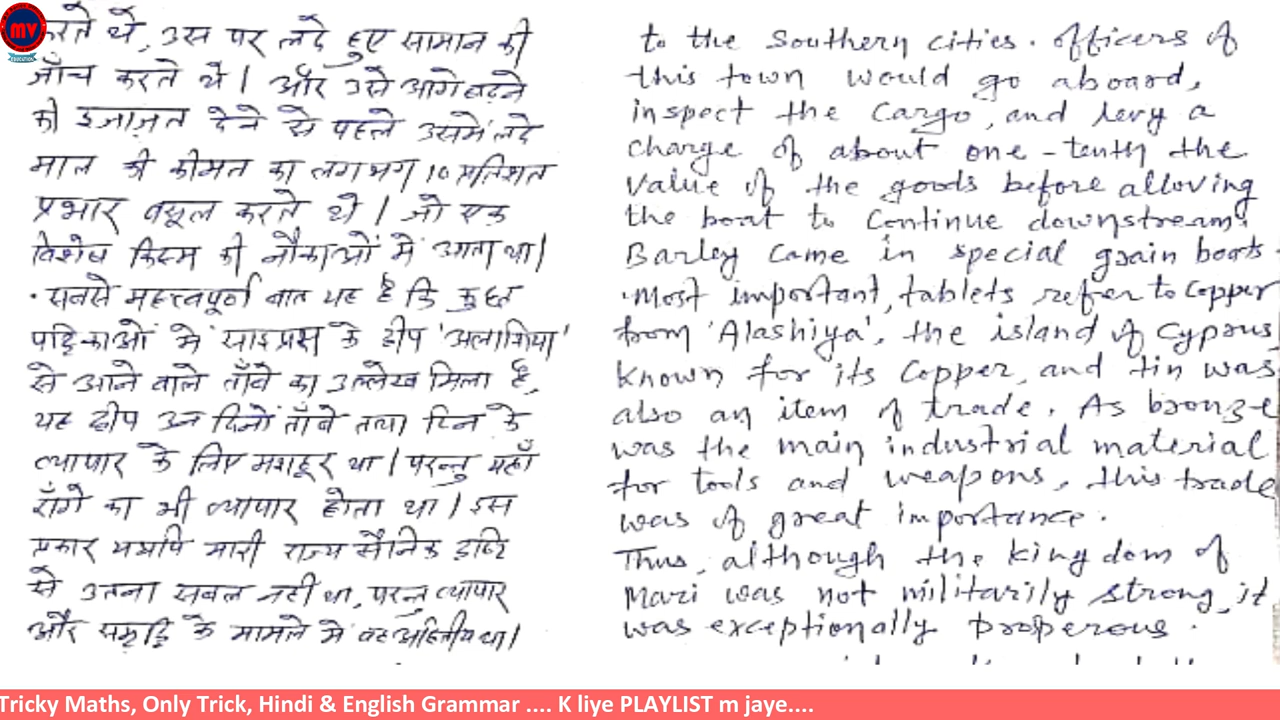 करते थे, उस पर लदे हुए सामान की
जाँच करते थे। और उसे आगे बढ़ने
की इजाज़त देने से पहले उसमें लदे
माल की कीमत का लगभग 10 प्रतिशत
प्रभार वसूल करते थे। जो एक
विशेष किस्म की नौकाओं में आता था।
• सबसे महत्त्वपूर्ण बात यह है कि कुछ
पट्टिकाओं में साइप्रस के द्वीप 'अलाशिया'
से आने वाले ताँबे का उल्लेख मिला है,
यह द्वीप उन दिनों ताँबे तथा टिन के
व्यापार के लिए मशहूर था। परन्तु यहाँ
राँगे का भी व्यापार होता था। इस
प्रकार यद्यपि मारी राज्य सैनिक दृष्टि
से उतना सबल नहीं था, परन्तु व्यापार
और समृद्धि के मामले में वह अद्वितीय था।
to the Southern cities. officers of
this town would go aboard,
inspect the cargo, and levy a
charge of about one-tenth the
value of the goods before alloving
the boat to continue downstream.
Barley came in special grain boats.
•Most important, tablets refer to copper
from 'Alashiya', the island of Cyprus,
known for its copper, and tin was
also an item of trade. As bronze
was the main industrial material
for tools and weapons, this trade
was of great importance.
Thus, although the kingdom of
Mari was not militarily strong, it
was exceptionally prosperous.
Tricky Maths, Only Trick, Hindi & English Grammar .... K liye PLAYLIST m jaye....
mv
EDUCATION